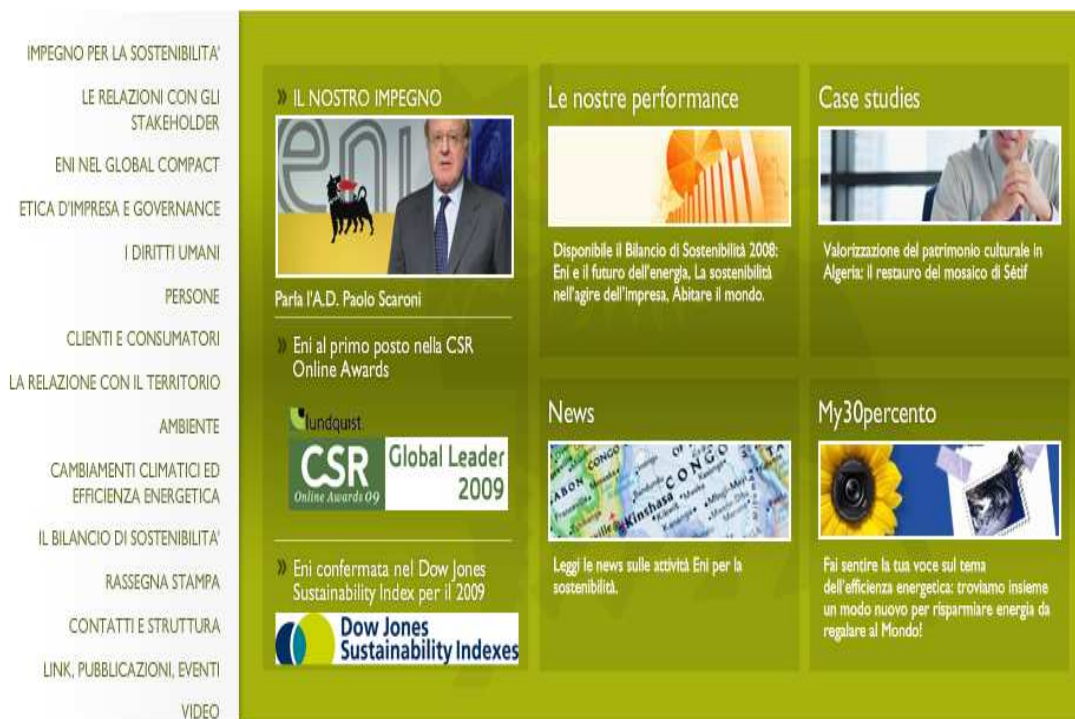 IMPEGNO PER LA SOSTENIBILITA'
LE RELAZIONI CON GLI
STAKEHOLDER
ENI NEL GLOBAL COMPACT
ETICA D'IMPRESA E GOVERNANCE
I DIRITTI UMANI
PERSONE
CLIENTI E CONSUMATORI
LA RELAZIONE CON IL TERRITORIO
AMBIENTE
CAMBIAMENTI CLIMATICI ED
EFFICIENZA ENERGETICA
IL BILANCIO DI SOSTENIBILITA'
RASSEGNA STAMPA
CONTATTI E STRUTTURA
LINK, PUBBLICAZIONI, EVENTI
VIDEO
» IL NOSTRO IMPEGNO
eni
Parla l'A.D. Paolo Scaroni
» Eni al primo posto nella CSR
Online Awards
lundquist.
CSR
Online Awards 09
Global Leader
2009
» Eni confermata nel Dow Jones
Sustainability Index per il 2009
Dow Jones
Sustainability Indexes
Le nostre performance
Disponibile il Bilancio di Sostenibilità 2008:
Eni e il futuro dell'energia, La sostenibilità
nell'agire dell'impresa, Abitare il mondo.
Case studies
Valorizzazione del patrimonio culturale in
Algeria: il restauro del mosaico di Sétif
News
CONGO
CONGO
Kinshasa
Leggi le news sulle attività Eni per la
sostenibilità.
My30percento
Fai sentire la tua voce sul tema
dell'efficienza energetica: troviamo insieme
un modo nuovo per risparmiare energia da
regalare al Mondo!